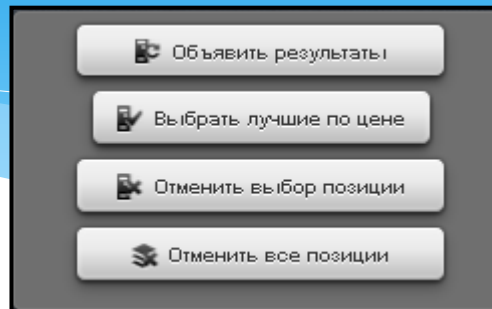 Объявить результаты
Выбрать лучшие по цене
Отменить выбор позиции
Отменить все позиции